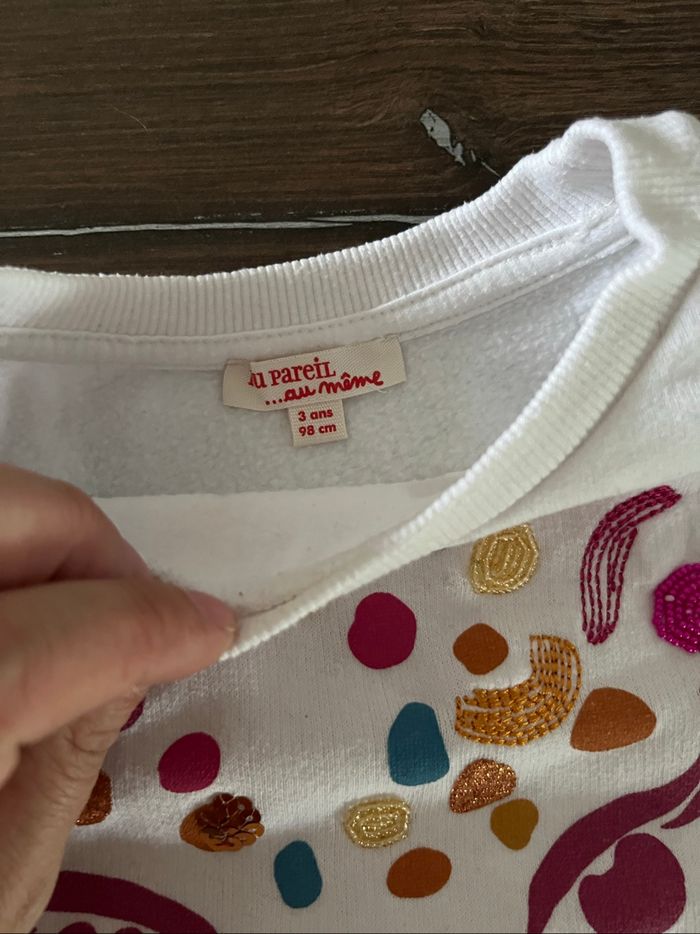 u Pareil
...au même
3 ans
98 cm